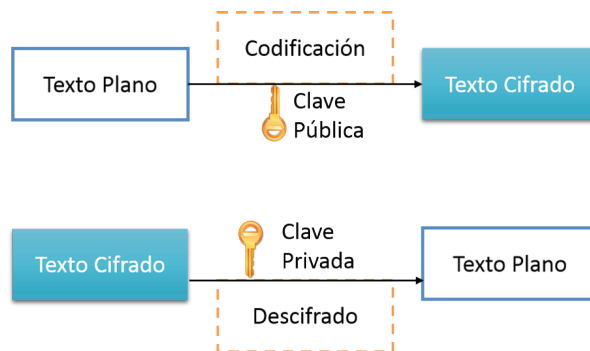 Codificación
Texto Plano
Texto Cifrado
Clave
Pública
Clave
Privada
Texto Cifrado
Texto Plano
Descifrado